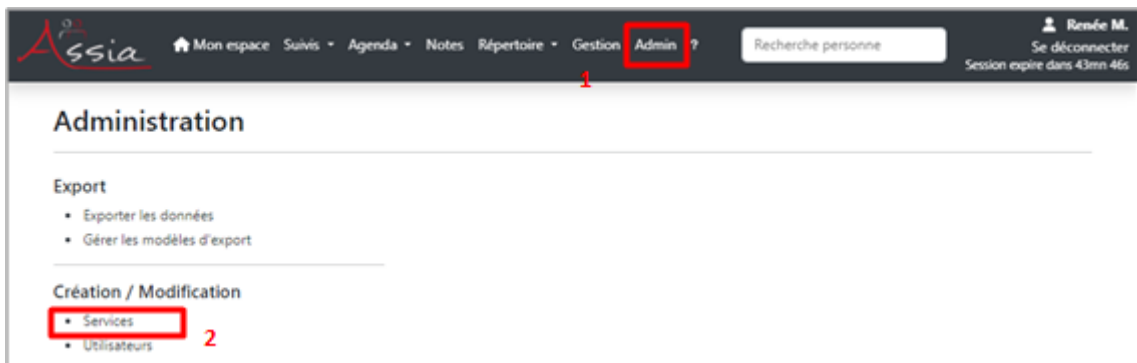 Assia
Mon espace Suivis Agenda Notes Répertoire Gestion Admin ?
Recherche personne
Renée M.
Se déconnecter
Session expire dans 43mn 46s
1
Administration
Export
Exporter les données
Gérer les modèles d'export
Création / Modification
Services
2
Utilisateurs